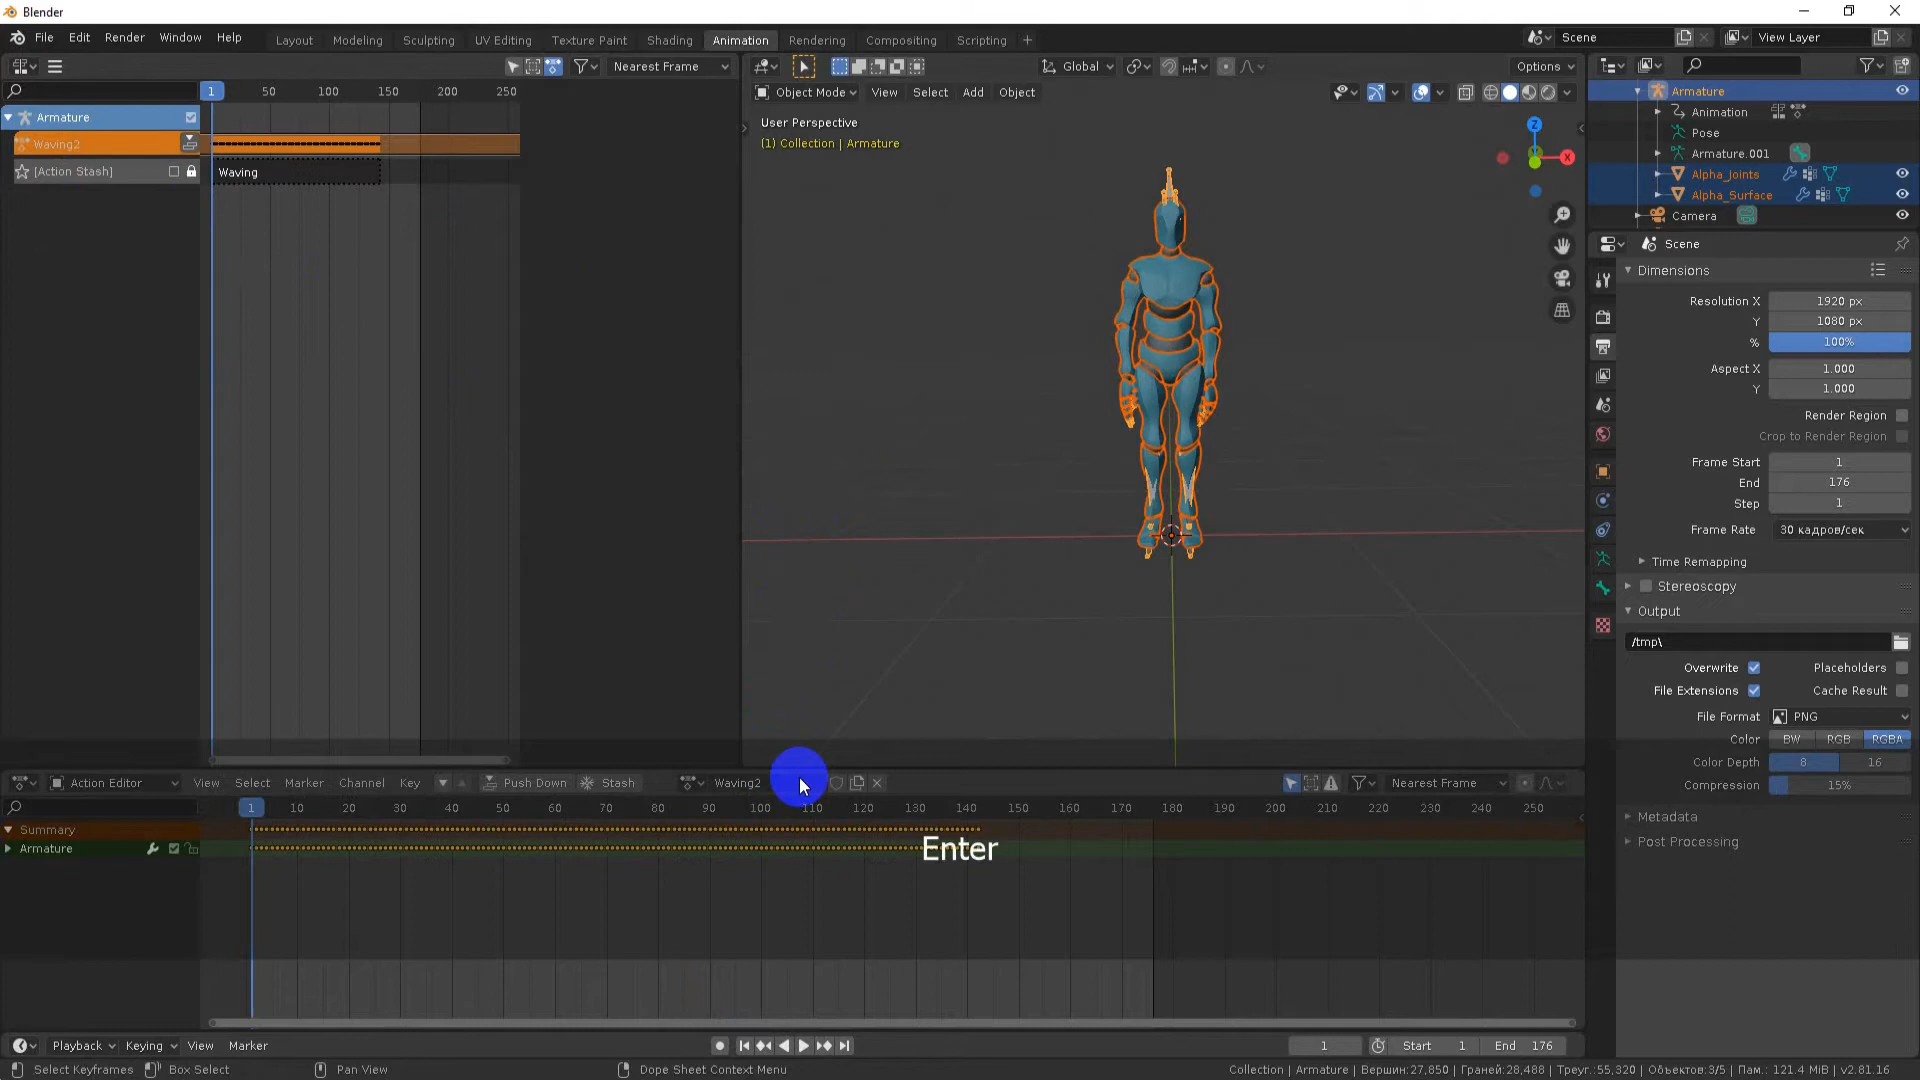 Blender
File Edit Render Window Help
Layout Modeling Sculpting UV Editing Texture Paint Shading Animation Rendering Compositing Scripting +
Scene
View Layer
Nearest Frame
Global
Options
1 50 100 150 200 250
Object Mode View Select Add Object
Armature
Waving2
[Action Stash]
Waving
User Perspective
(1) Collection | Armature
Z
X
Armature
Animation
Pose
Armature.001
Alpha_Joints
Alpha_Surface
Camera
Scene
Dimensions
Resolution X 1920 px
Y 1080 px
% 100%
Aspect X 1.000
Y 1.000
Render Region
Crop to Render Region
Frame Start 1
End 176
Step 1
Frame Rate 30 кадров/сек
Time Remapping
Stereoscopy
Output
/tmp\
Overwrite Placeholders
File Extensions Cache Result
File Format PNG
Color BW RGB RGBA
Color Depth 8 16
Compression 15%
Metadata
Post Processing
Action Editor View Select Marker Channel Key Push Down Stash Waving2 Nearest Frame
1 10 20 30 40 50 60 70 80 90 100 110 120 130 140 150 160 170 180 190 200 210 220 230 240 250
Summary
Armature
Enter
Playback Keying View Marker 1 Start 1 End 176
Select Keyframes Box Select Pan View Dope Sheet Context Menu Collection | Armature | Вершин:27,850 | Граней:28,488 | Треуг.:55,320 | Объектов:3/5 | Пам.: 121.4 MiB | v2.81.16